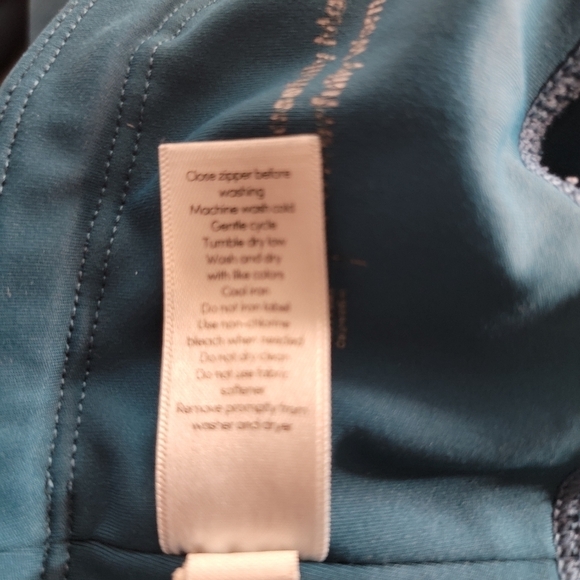 Close zipper before
washing
Machine wash cold
Gentle cycle
Tumble dry low
Wash and dry
with like colors
Cool iron
Do not iron label
Use non-chlorine
bleach when needed
Do not dry clean
Do not use fabric
softener
Remove promptly from
washer and dryer